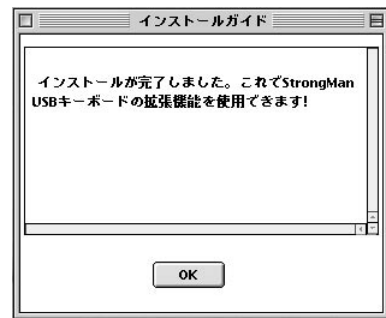 インストールガイド
インストールが完了しました。これでStrongMan
USBキーボードの拡張機能を使用できます!
OK